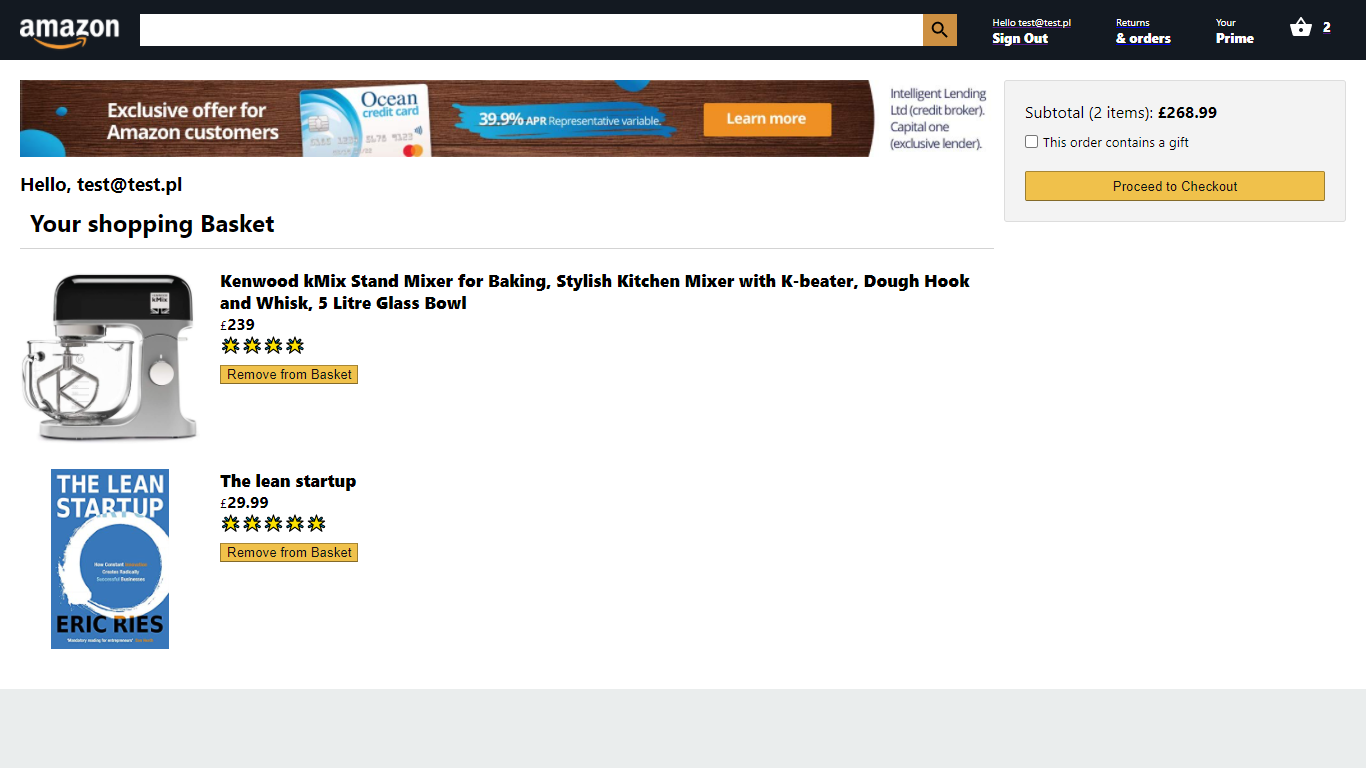 amazon
Hello test@test.pl
Sign Out
Returns
& orders
Your
Prime
2
Exclusive offer for
Amazon customers
Ocean
credit card
39.9% APR Representative variable.
Learn more
Intelligent Lending
Ltd (credit broker).
Capital one
(exclusive lender).
Subtotal (2 items): £268.99
This order contains a gift
Proceed to Checkout
Hello, test@test.pl
Your shopping Basket
kMix
Kenwood kMix Stand Mixer for Baking, Stylish Kitchen Mixer with K-beater, Dough Hook
and Whisk, 5 Litre Glass Bowl
£239
Remove from Basket
THE LEAN
STARTUP
How Constant Innovation
Creates Radically
Successful Businesses
ERIC RIES
'Mandatory reading for entrepreneurs'
The lean startup
£29.99
Remove from Basket